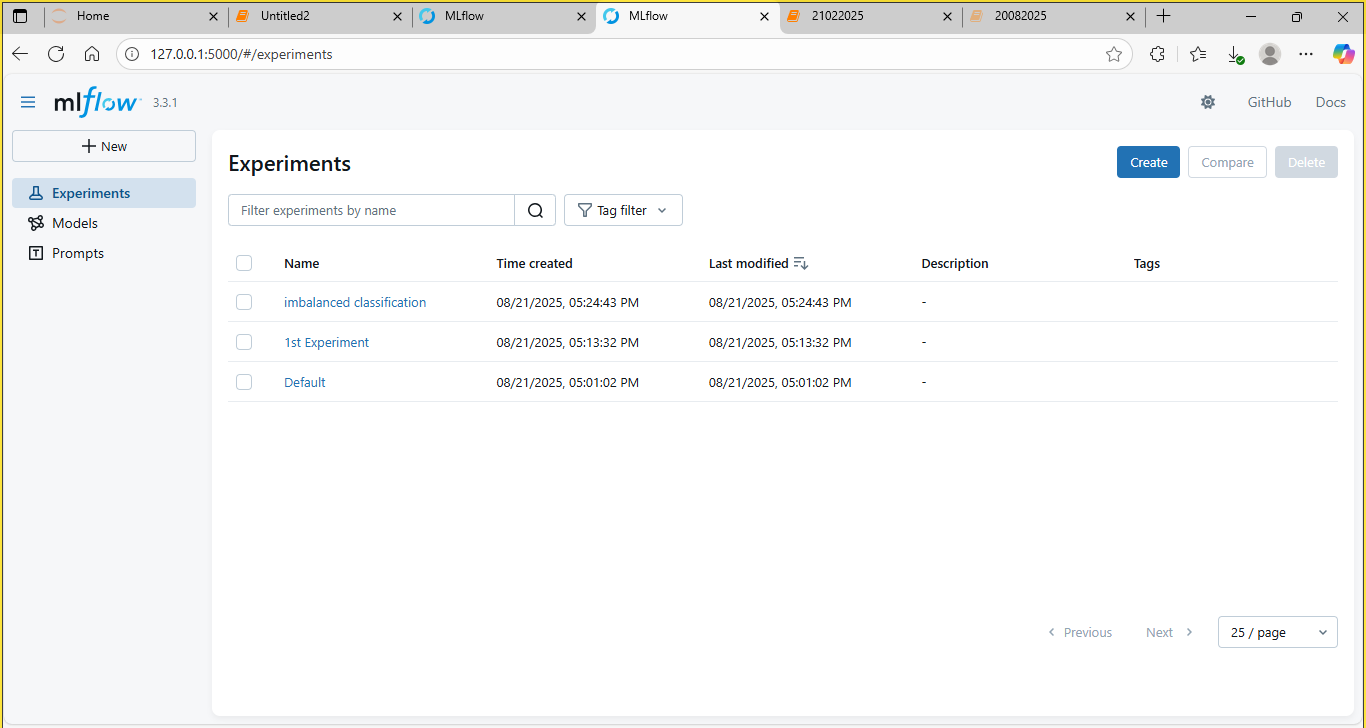 Home
Untitled2
MLflow
MLflow
21022025
20082025
127.0.0.1:5000/#/experiments
mlflow 3.3.1
GitHub
Docs
New
Experiments
Models
Prompts
Experiments
Create
Compare
Delete
Filter experiments by name
Tag filter
Name Time created Last modified Description Tags
imbalanced classification 08/21/2025, 05:24:43 PM 08/21/2025, 05:24:43 PM -
1st Experiment 08/21/2025, 05:13:32 PM 08/21/2025, 05:13:32 PM -
Default 08/21/2025, 05:01:02 PM 08/21/2025, 05:01:02 PM -
Previous Next 25 / page